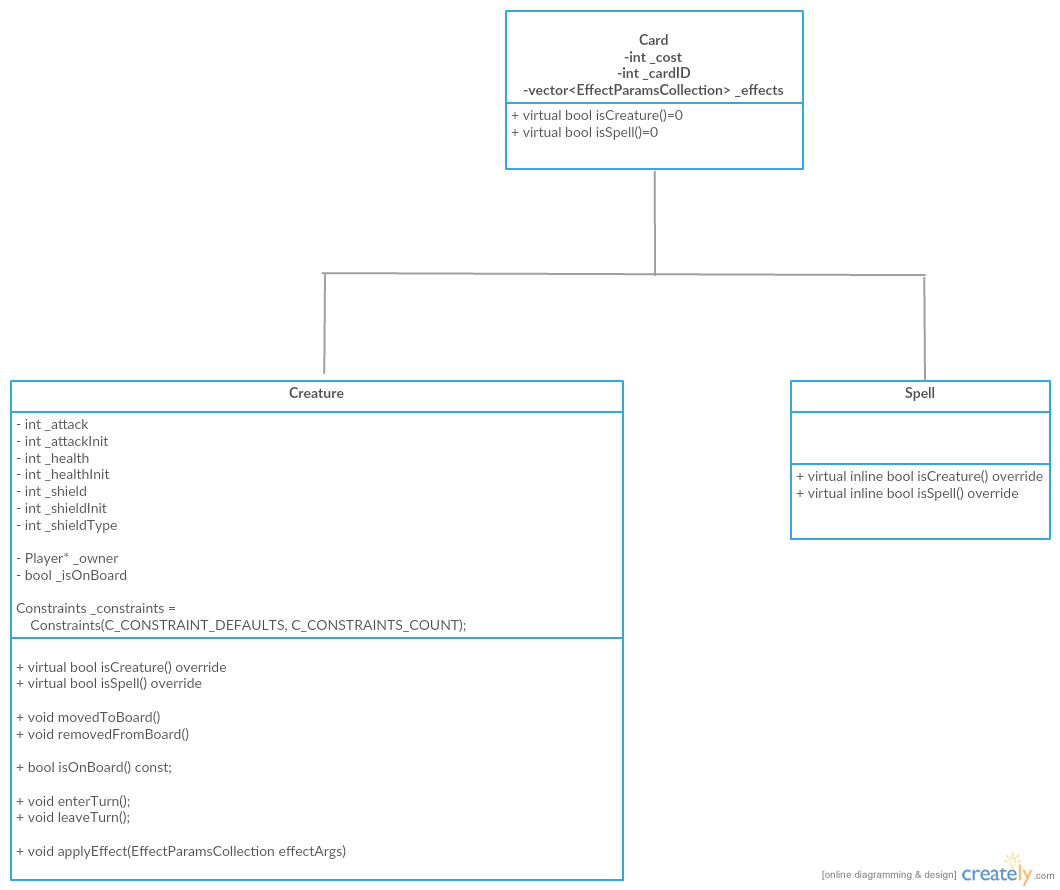 Card
-int _cost
-int _cardID
-vector<EffectParamsCollection> _effects
+ virtual bool isCreature()=0
+ virtual bool isSpell()=0
Creature
- int _attack
- int _attackInit
- int _health
- int _healthInit
- int _shield
- int _shieldInit
- int _shieldType
- Player* _owner
- bool _isOnBoard
Constraints _constraints =
Constraints(C_CONSTRAINT_DEFAULTS, C_CONSTRAINTS_COUNT);
+ virtual bool isCreature() override
+ virtual bool isSpell() override
+ void movedToBoard()
+ void removedFromBoard()
+ bool isOnBoard() const;
+ void enterTurn();
+ void leaveTurn();
+ void applyEffect(EffectParamsCollection effectArgs)
Spell
+ virtual inline bool isCreature() override
+ virtual inline bool isSpell() override
[online diagramming & design] creately.com